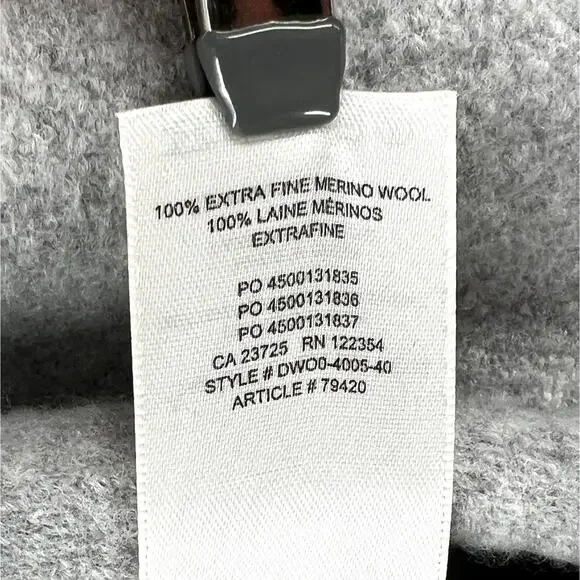 100% EXTRA FINE MERINO WOOL
100% LAINE MÉRINOS
EXTRAFINE
PO 4500131835
PO 4500131836
PO 4500131837
CA 23725 RN 122354
STYLE # DWO0-4005-40
ARTICLE # 79420